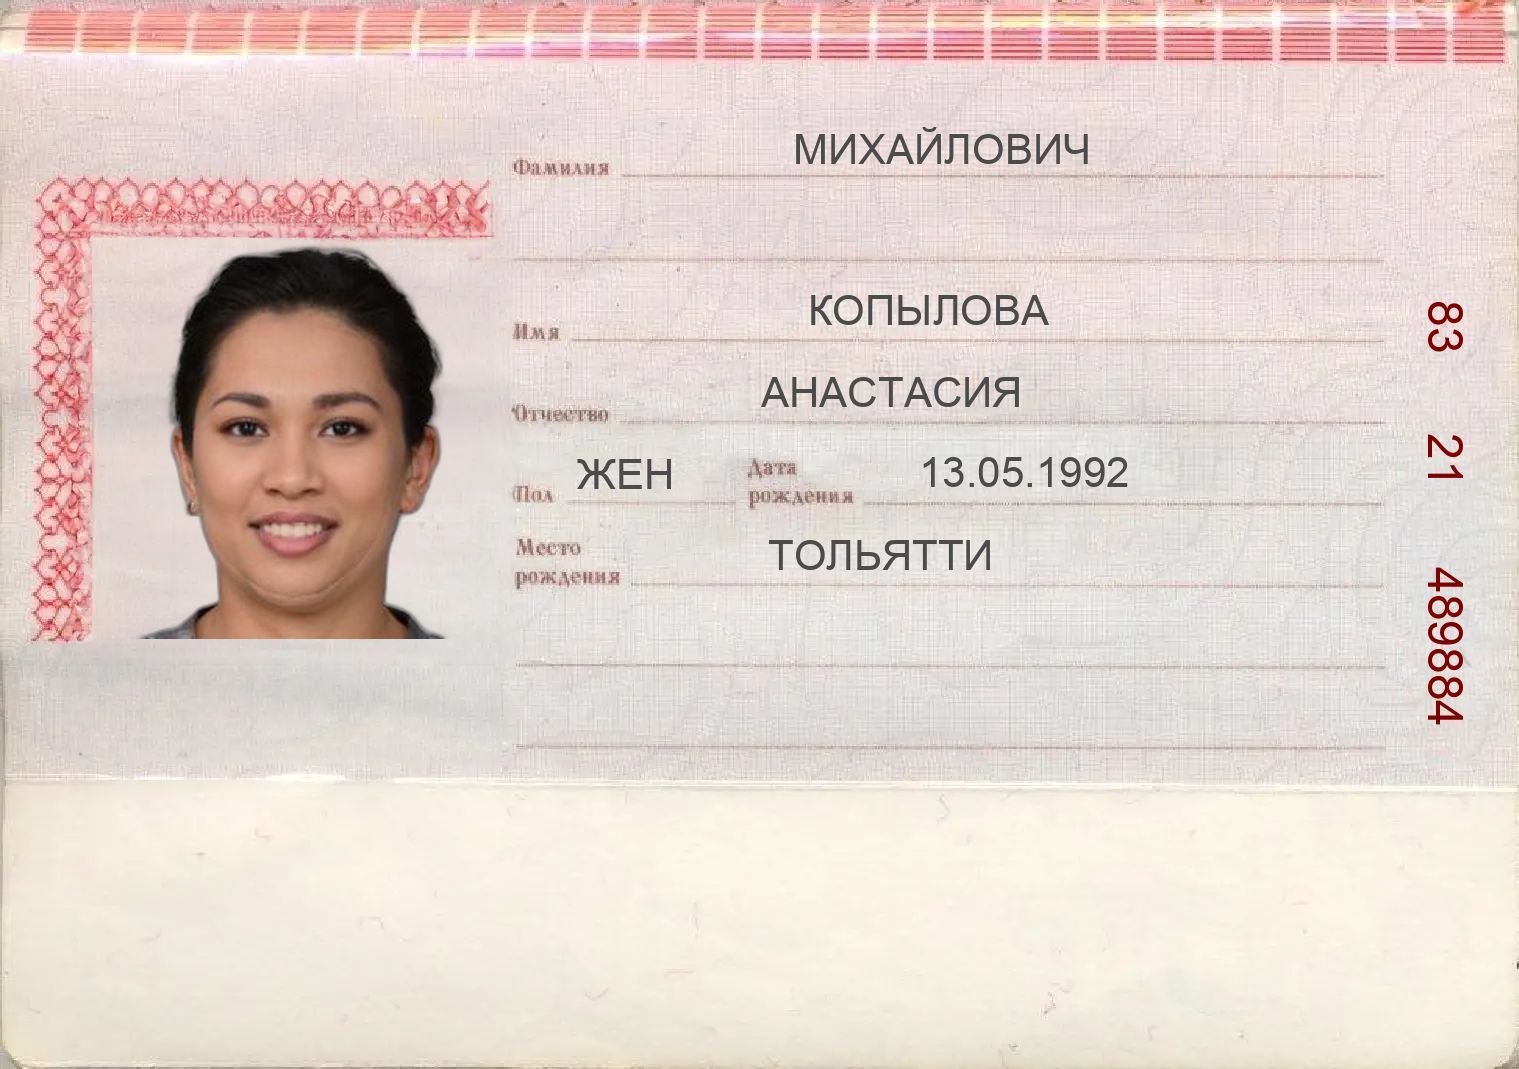 Фамилия МИХАЙЛОВИЧ
Имя КОПЫЛОВА
Отчество АНАСТАСИЯ
Пол ЖЕН Дата рождения 13.05.1992
Место рождения ТОЛЬЯТТИ
83 21 489884